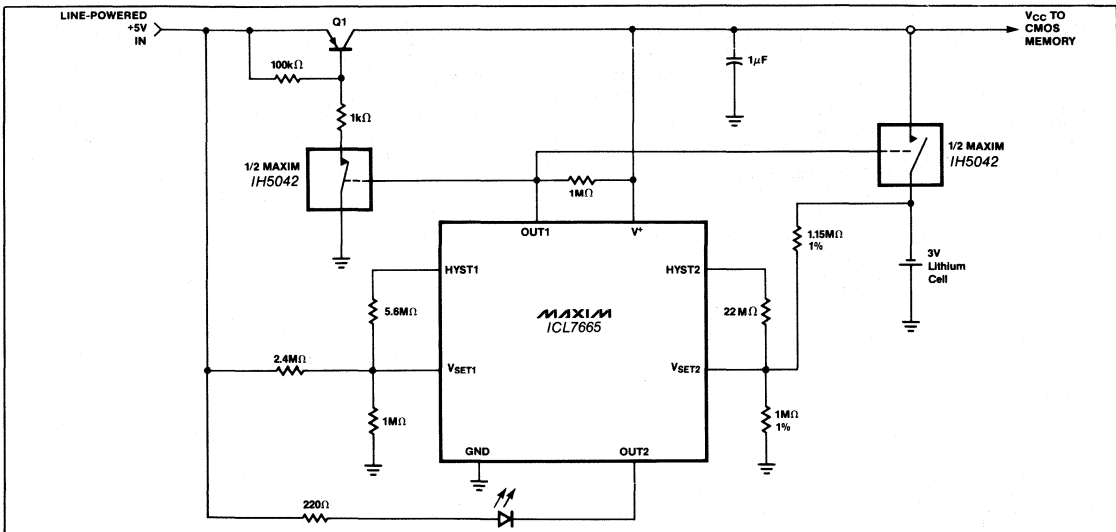 LINE-POWERED
+5V
IN
Q1
VCC TO
CMOS
MEMORY
100kΩ
1µF
1kΩ
1/2 MAXIM
IH5042
1/2 MAXIM
IH5042
1MΩ
OUT1
V+
1.15MΩ
1%
3V
Lithium
Cell
HYST1
HYST2
5.6MΩ
MAXIM
ICL7665
22MΩ
2.4MΩ
VSET1
VSET2
1MΩ
1MΩ
1%
GND
OUT2
220Ω